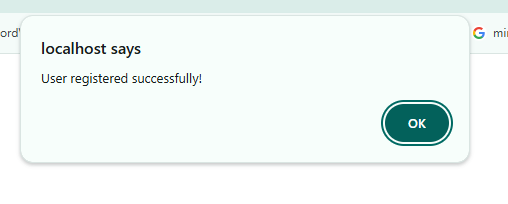 localhost says
User registered successfully!
OK